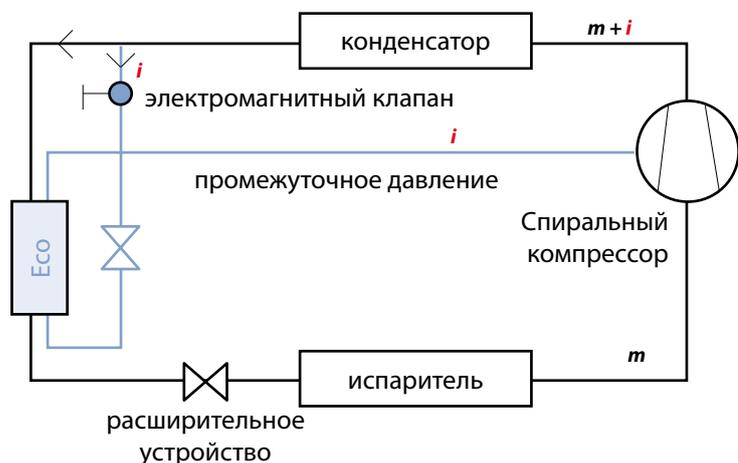 конденсатор
m + i
i
электромагнитный клапан
i
промежуточное давление
Спиральный
компрессор
Eco
m
испаритель
расширительное
устройство